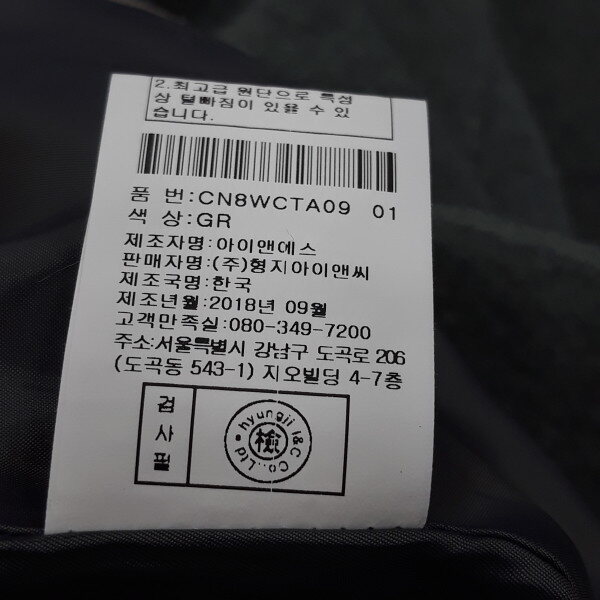 2.최고급 원단으로 특성
상 털빠짐이 있을 수 있
습니다.
품 번:CN8WCTA09 01
색 상:GR
제조자명:아이앤에스
판매자명:(주)형지아이앤씨
제조국명:한국
제조년월:2018년 09월
고객만족실:080-349-7200
주소:서울특별시 강남구 도곡로 206
(도곡동 543-1) 지오빌딩 4-7층
검
사
필
hyungji I&C Co.,Ltd
檢